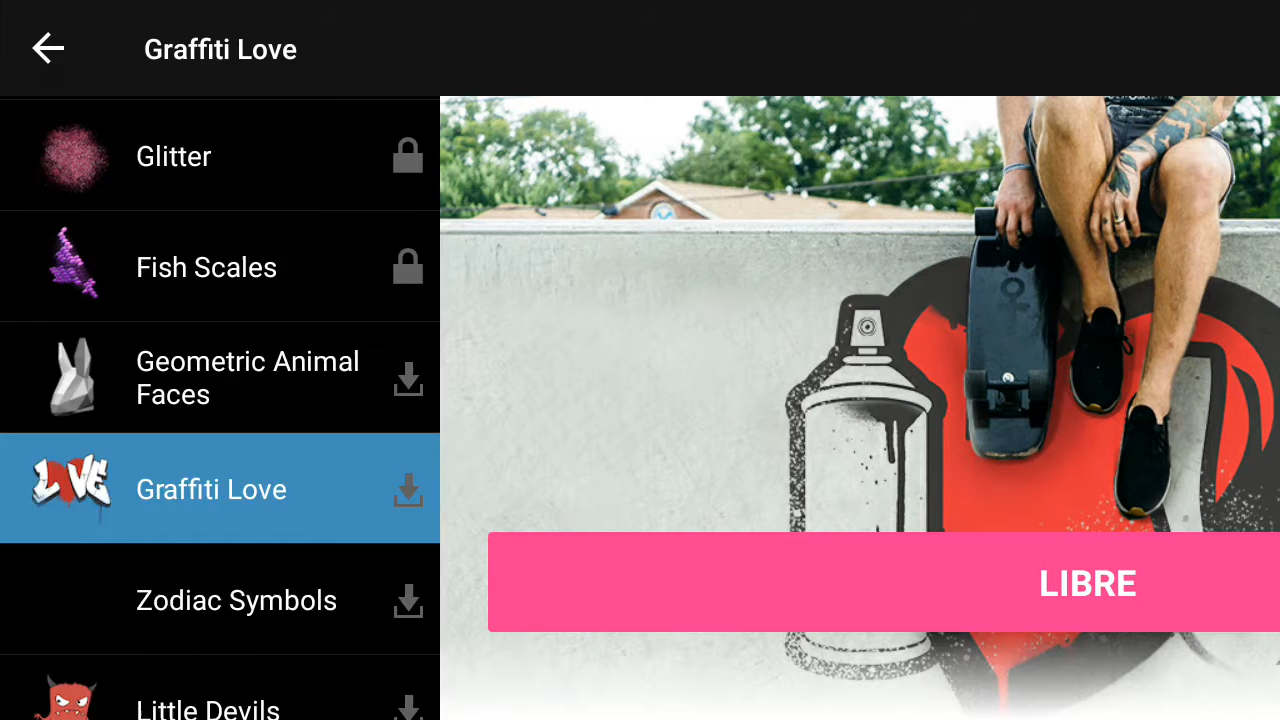 Graffiti Love
Glitter
Fish Scales
Geometric Animal
Faces
LOVE
Graffiti Love
Zodiac Symbols
Little Devils
LIBRE